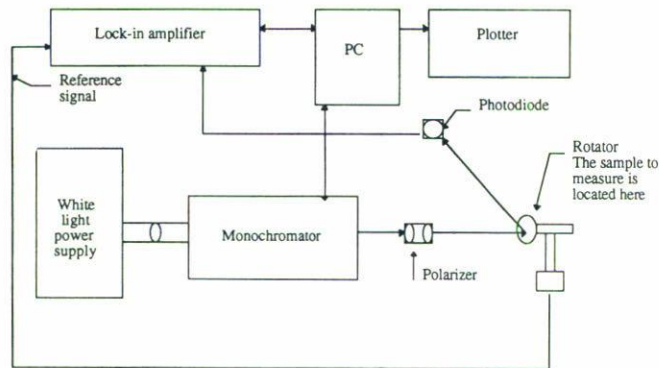 Lock-in amplifier
PC
Plotter
Reference
signal
Photodiode
Rotator
The sample to
measure is
located here
White
light
power
supply
Monochromator
Polarizer